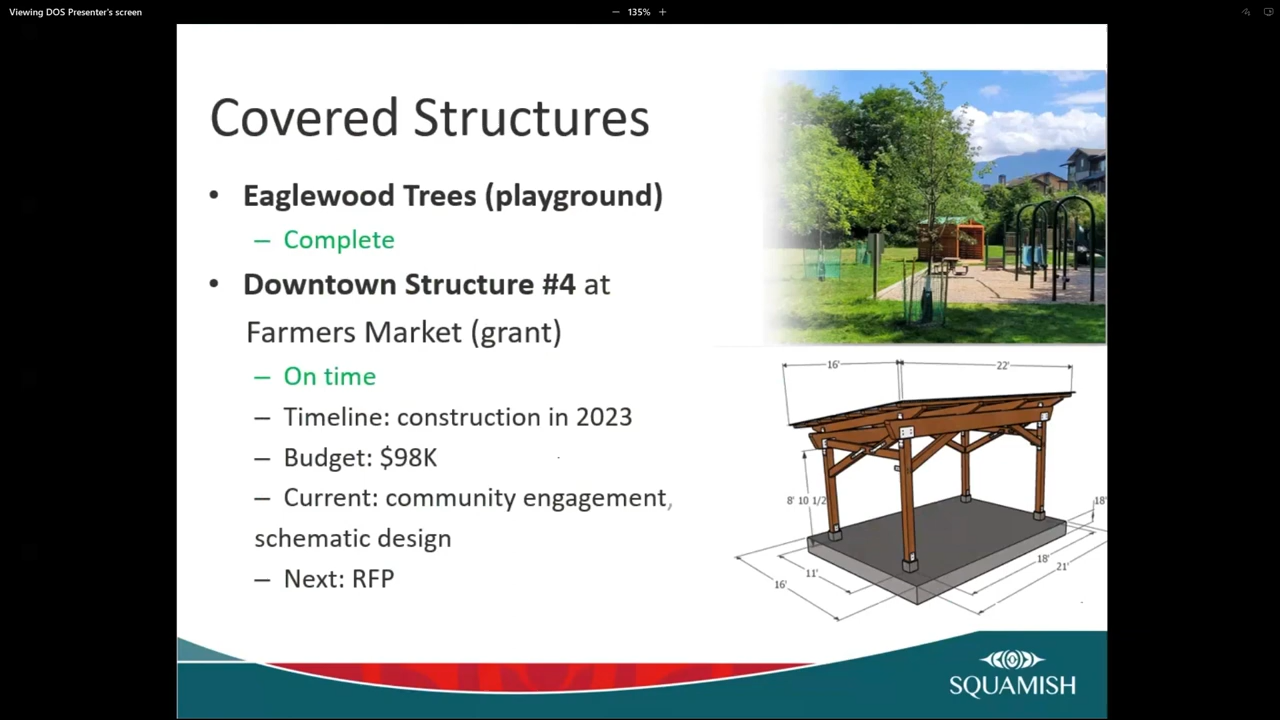 Viewing DOS Presenter's screen
− 135% +
Covered Structures
• Eaglewood Trees (playground)
– Complete
• Downtown Structure #4 at
Farmers Market (grant)
– On time
– Timeline: construction in 2023
– Budget: $98K
– Current: community engagement,
schematic design
– Next: RFP
16'
22'
8' 10 1/2
18'
11'
18'
16'
21'
SQUAMISH